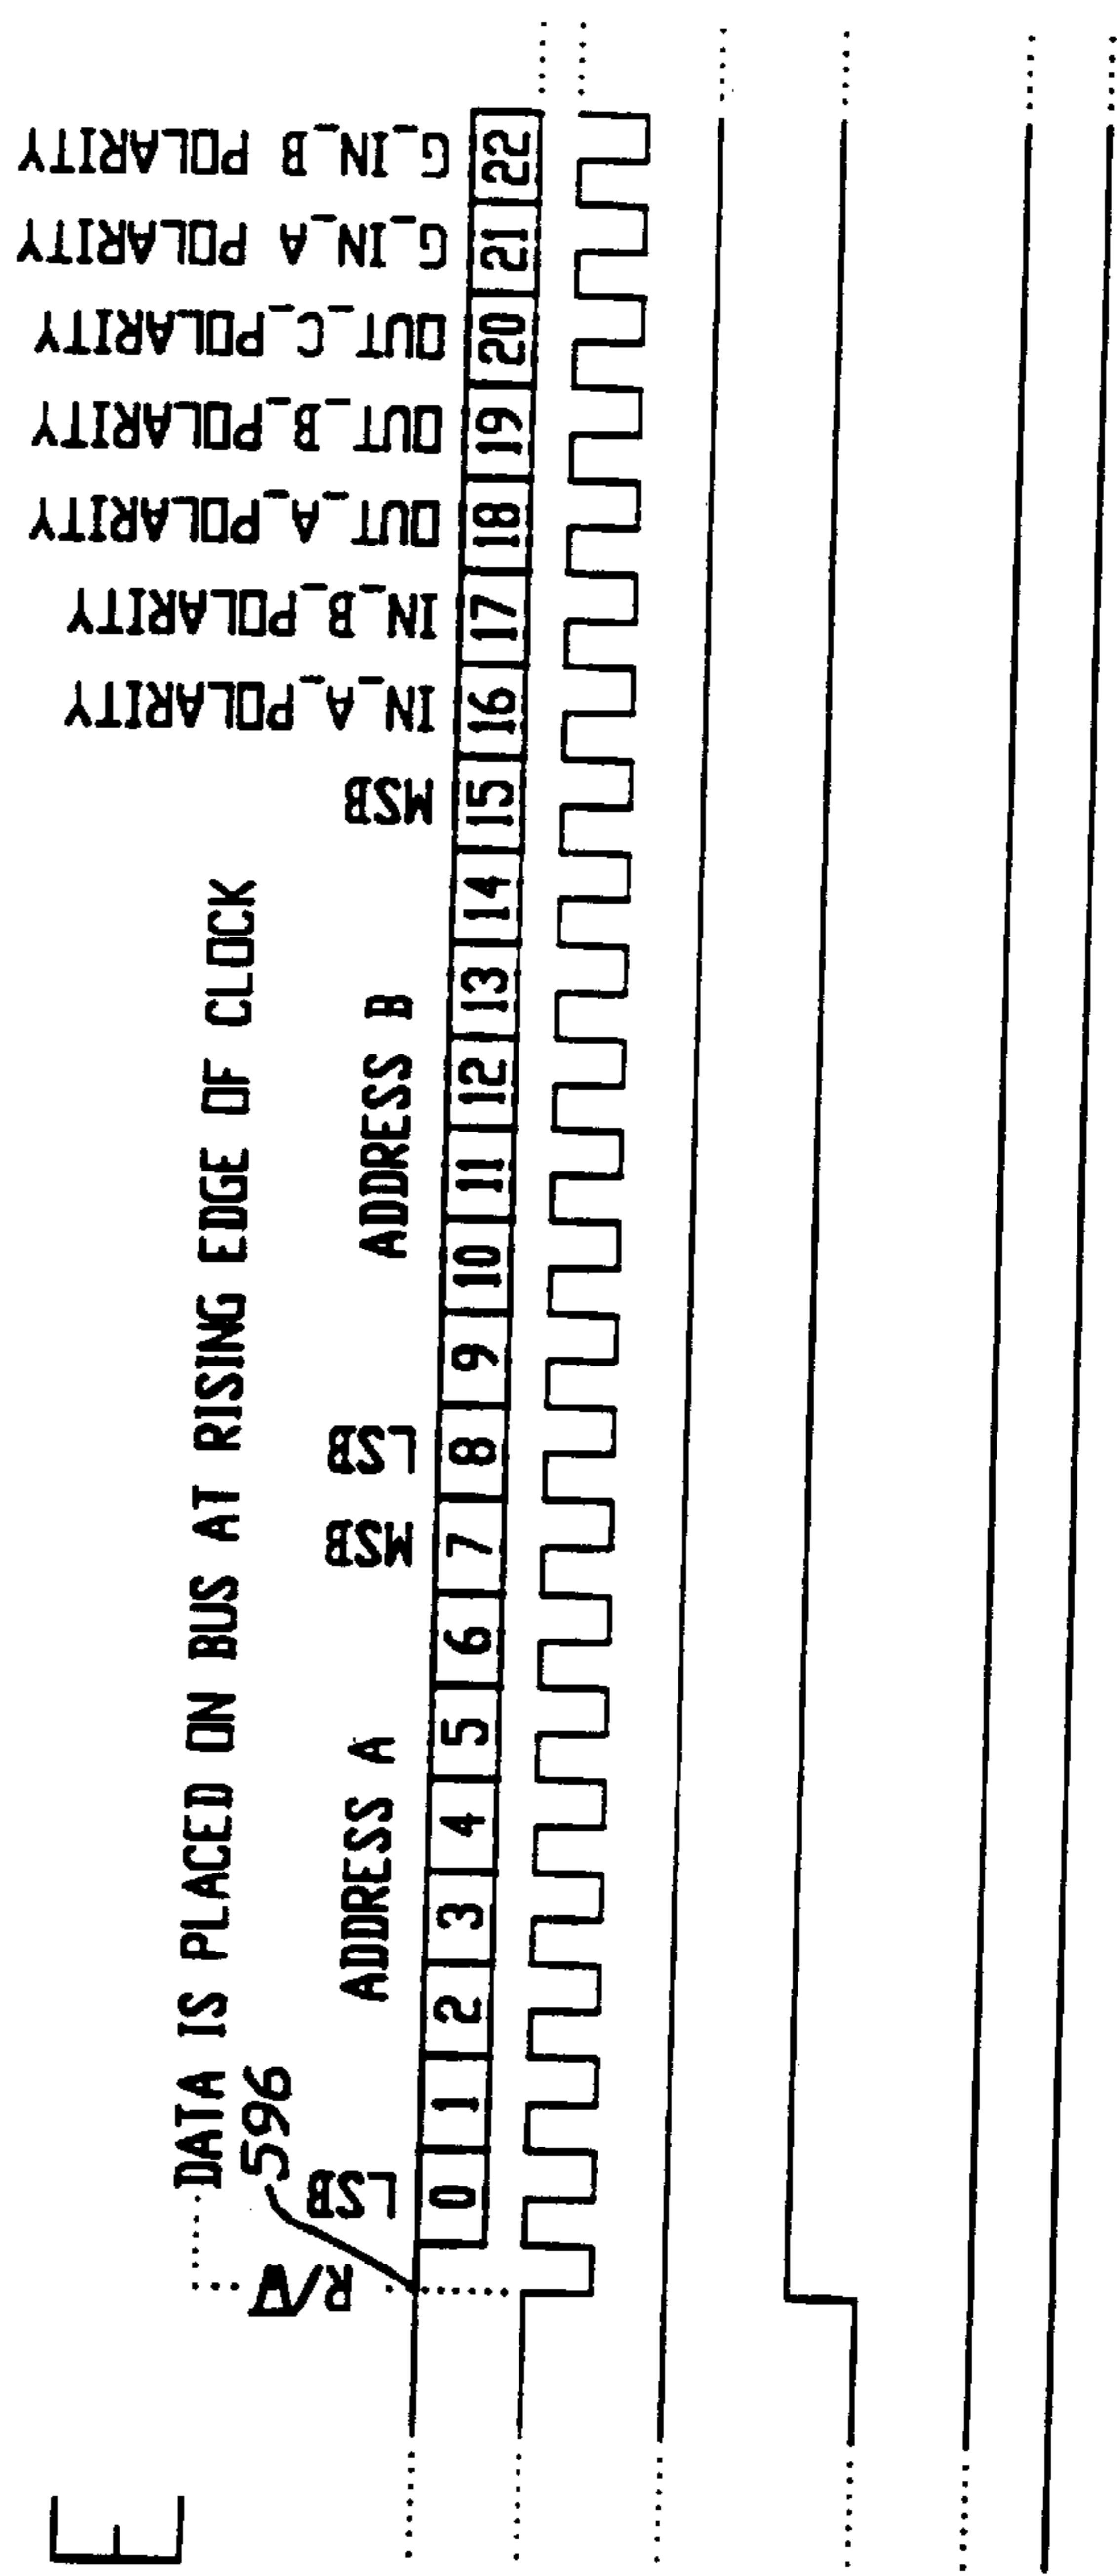 E
DATA IS PLACED ON BUS AT RISING EDGE OF CLOCK
596
R/W
LSB
ADDRESS A
MSB
LSB
ADDRESS B
MSB
IN_A_POLARITY
IN_B_POLARITY
OUT_A_POLARITY
OUT_B_POLARITY
OUT_C_POLARITY
G_IN_A POLARITY
G_IN_B POLARITY
0 1 2 3 4 5 6 7 8 9 10 11 12 13 14 15 16 17 18 19 20 21 22